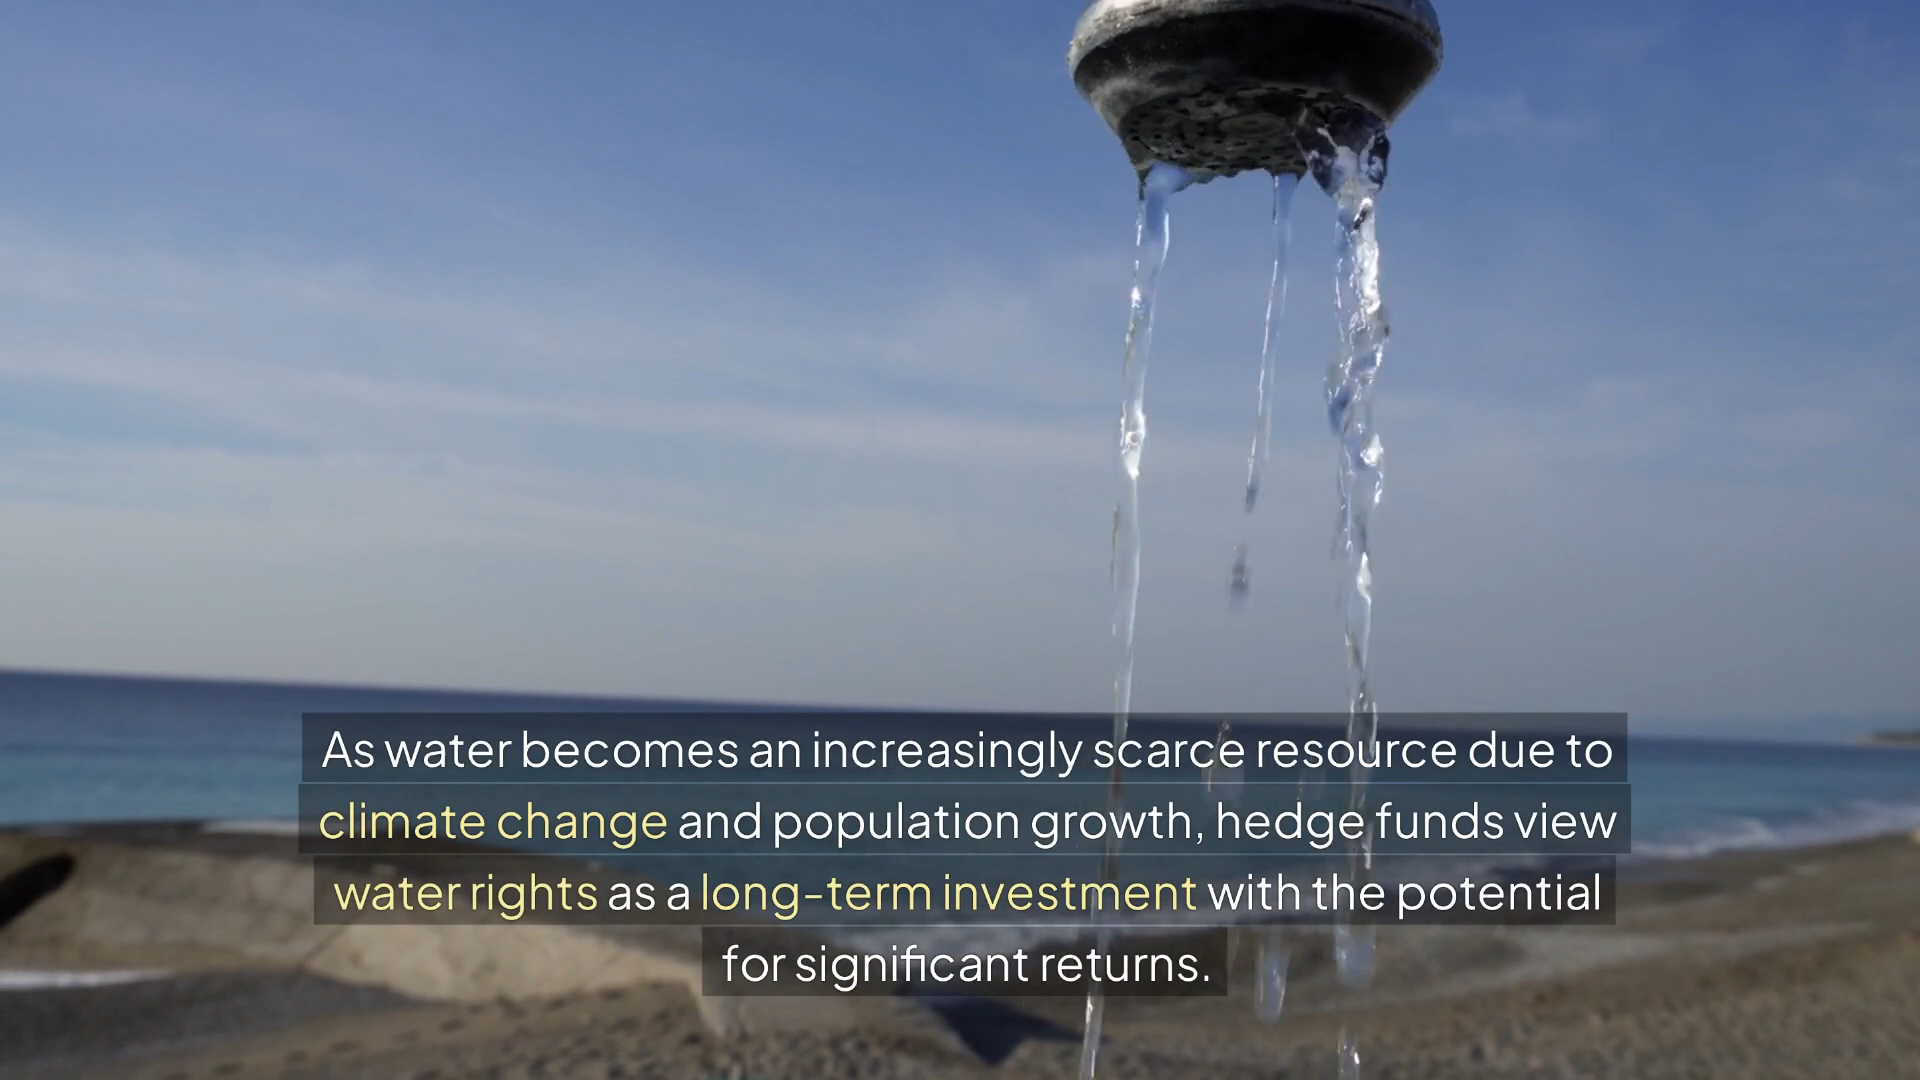 As water becomes an increasingly scarce resource due to
climate change and population growth, hedge funds view
water rights as a long-term investment with the potential
for significant returns.